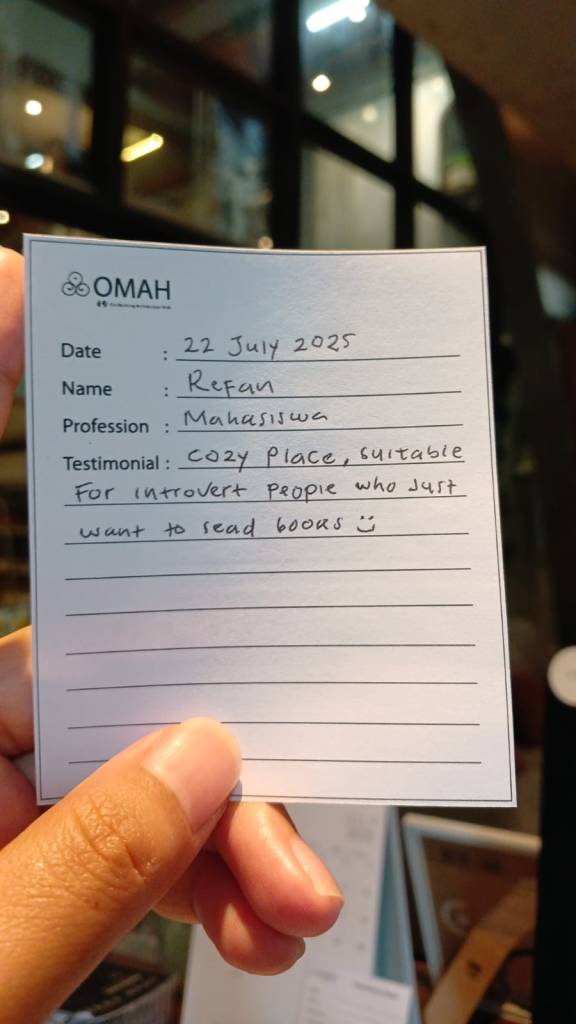 OMAH
Date : 22 July 2025
Name : Refan
Profession : Mahasiswa
Testimonial : Cozy Place, suitable
For introvert people who Just
want to read books :)